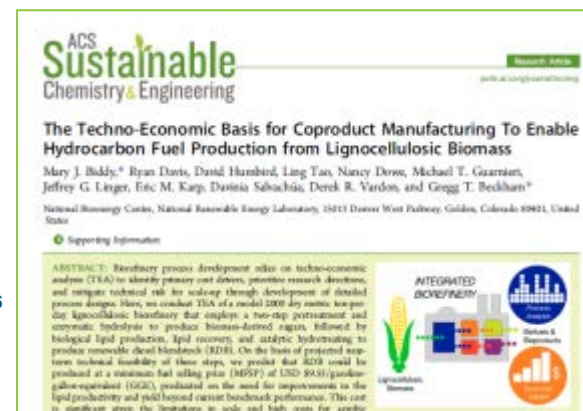 ACS
Sustainable
Chemistry & Engineering
Research Article
The Techno-Economic Basis for Coproduct Manufacturing To Enable
Hydrocarbon Fuel Production from Lignocellulosic Biomass
Mary J. Biddy,* Ryan Davis, David Humbird, Ling Tao, Nancy Dowe, Michael T. Guarnieri,
Jeffrey G. Linger, Eric M. Karp, Davinia Salvachúa, Derek R. Vardon, and Gregg T. Beckham*
National Bioenergy Center, National Renewable Energy Laboratory, 15013 Denver West Parkway, Golden, Colorado 80401, United
States
Supporting Information
ABSTRACT: Biorefinery process development relies on techno-economic
analysis (TEA) to identify primary cost drivers, prioritize research directions,
and mitigate technical risk for scale-up through development of detailed
process designs. Here, we conduct TEA of a model 2000 dry metric ton-per-
day lignocellulosic biorefinery that employs a two-step pretreatment and
enzymatic hydrolysis to produce biomass-derived sugars, followed by
biological lipid production, lipid recovery, and catalytic hydrotreating to
produce renewable diesel blendstock (RDB). On the basis of projected near-
term technical feasibility of these steps, we predict that RDB could be
produced at a minimum fuel selling price (MFSP) of USD $9.55/gasoline-
gallon-equivalent (GGE), predicated on the need for improvements in the
lipid productivity and yield beyond current benchmark performance. This cost
is significant given the limitations in scale and high costs for aerobic
INTEGRATED
BIOREFINERY
Lignocellulosic
Biomass
Process
Analysis
Biofuels &
Bioproducts
s